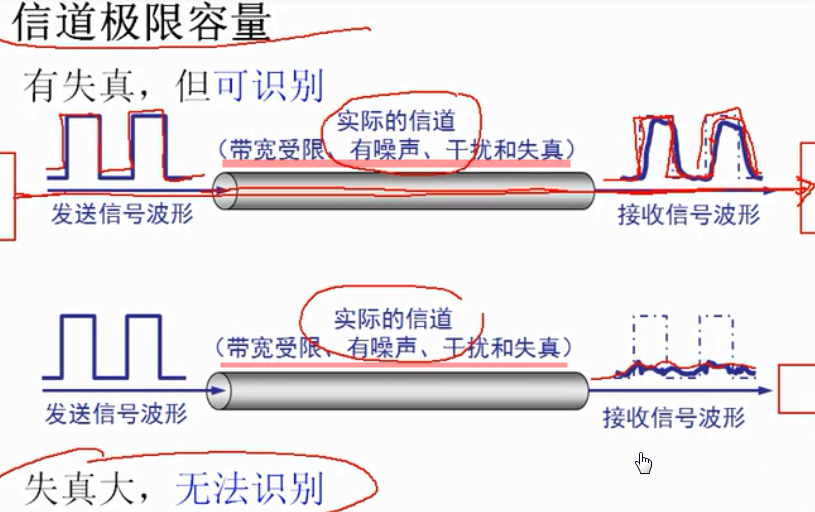 信道极限容量
有失真，但可识别
实际的信道
（带宽受限、有噪声、干扰和失真）
发送信号波形
接收信号波形
实际的信道
（带宽受限、有噪声、干扰和失真）
发送信号波形
接收信号波形
失真大，无法识别